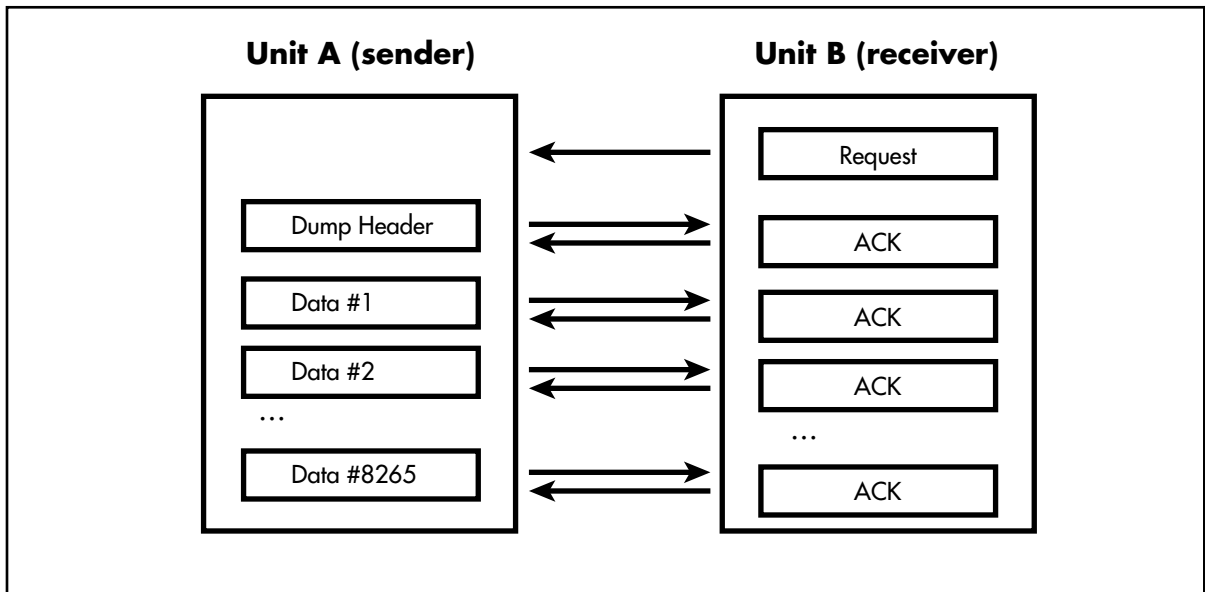 Unit A (sender)
Unit B (receiver)
Request
Dump Header
ACK
Data #1
ACK
Data #2
ACK
...
...
Data #8265
ACK